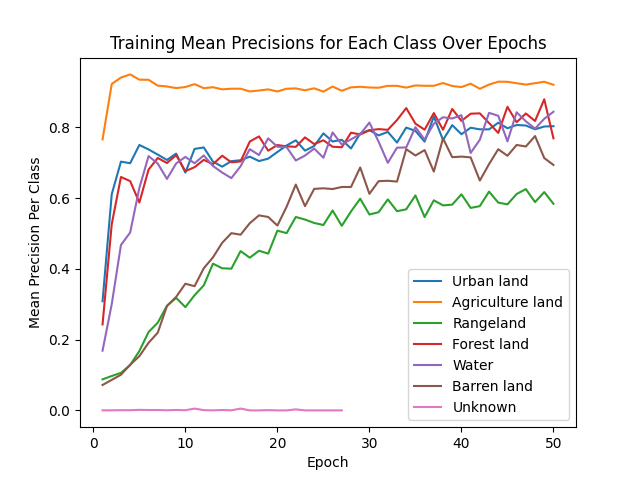 Training Mean Precisions for Each Class Over Epochs
Mean Precision Per Class
0.8
0.6
0.4
0.2
0.0
0
10
20
30
40
50
Epoch
Urban land
Agriculture land
Rangeland
Forest land
Water
Barren land
Unknown